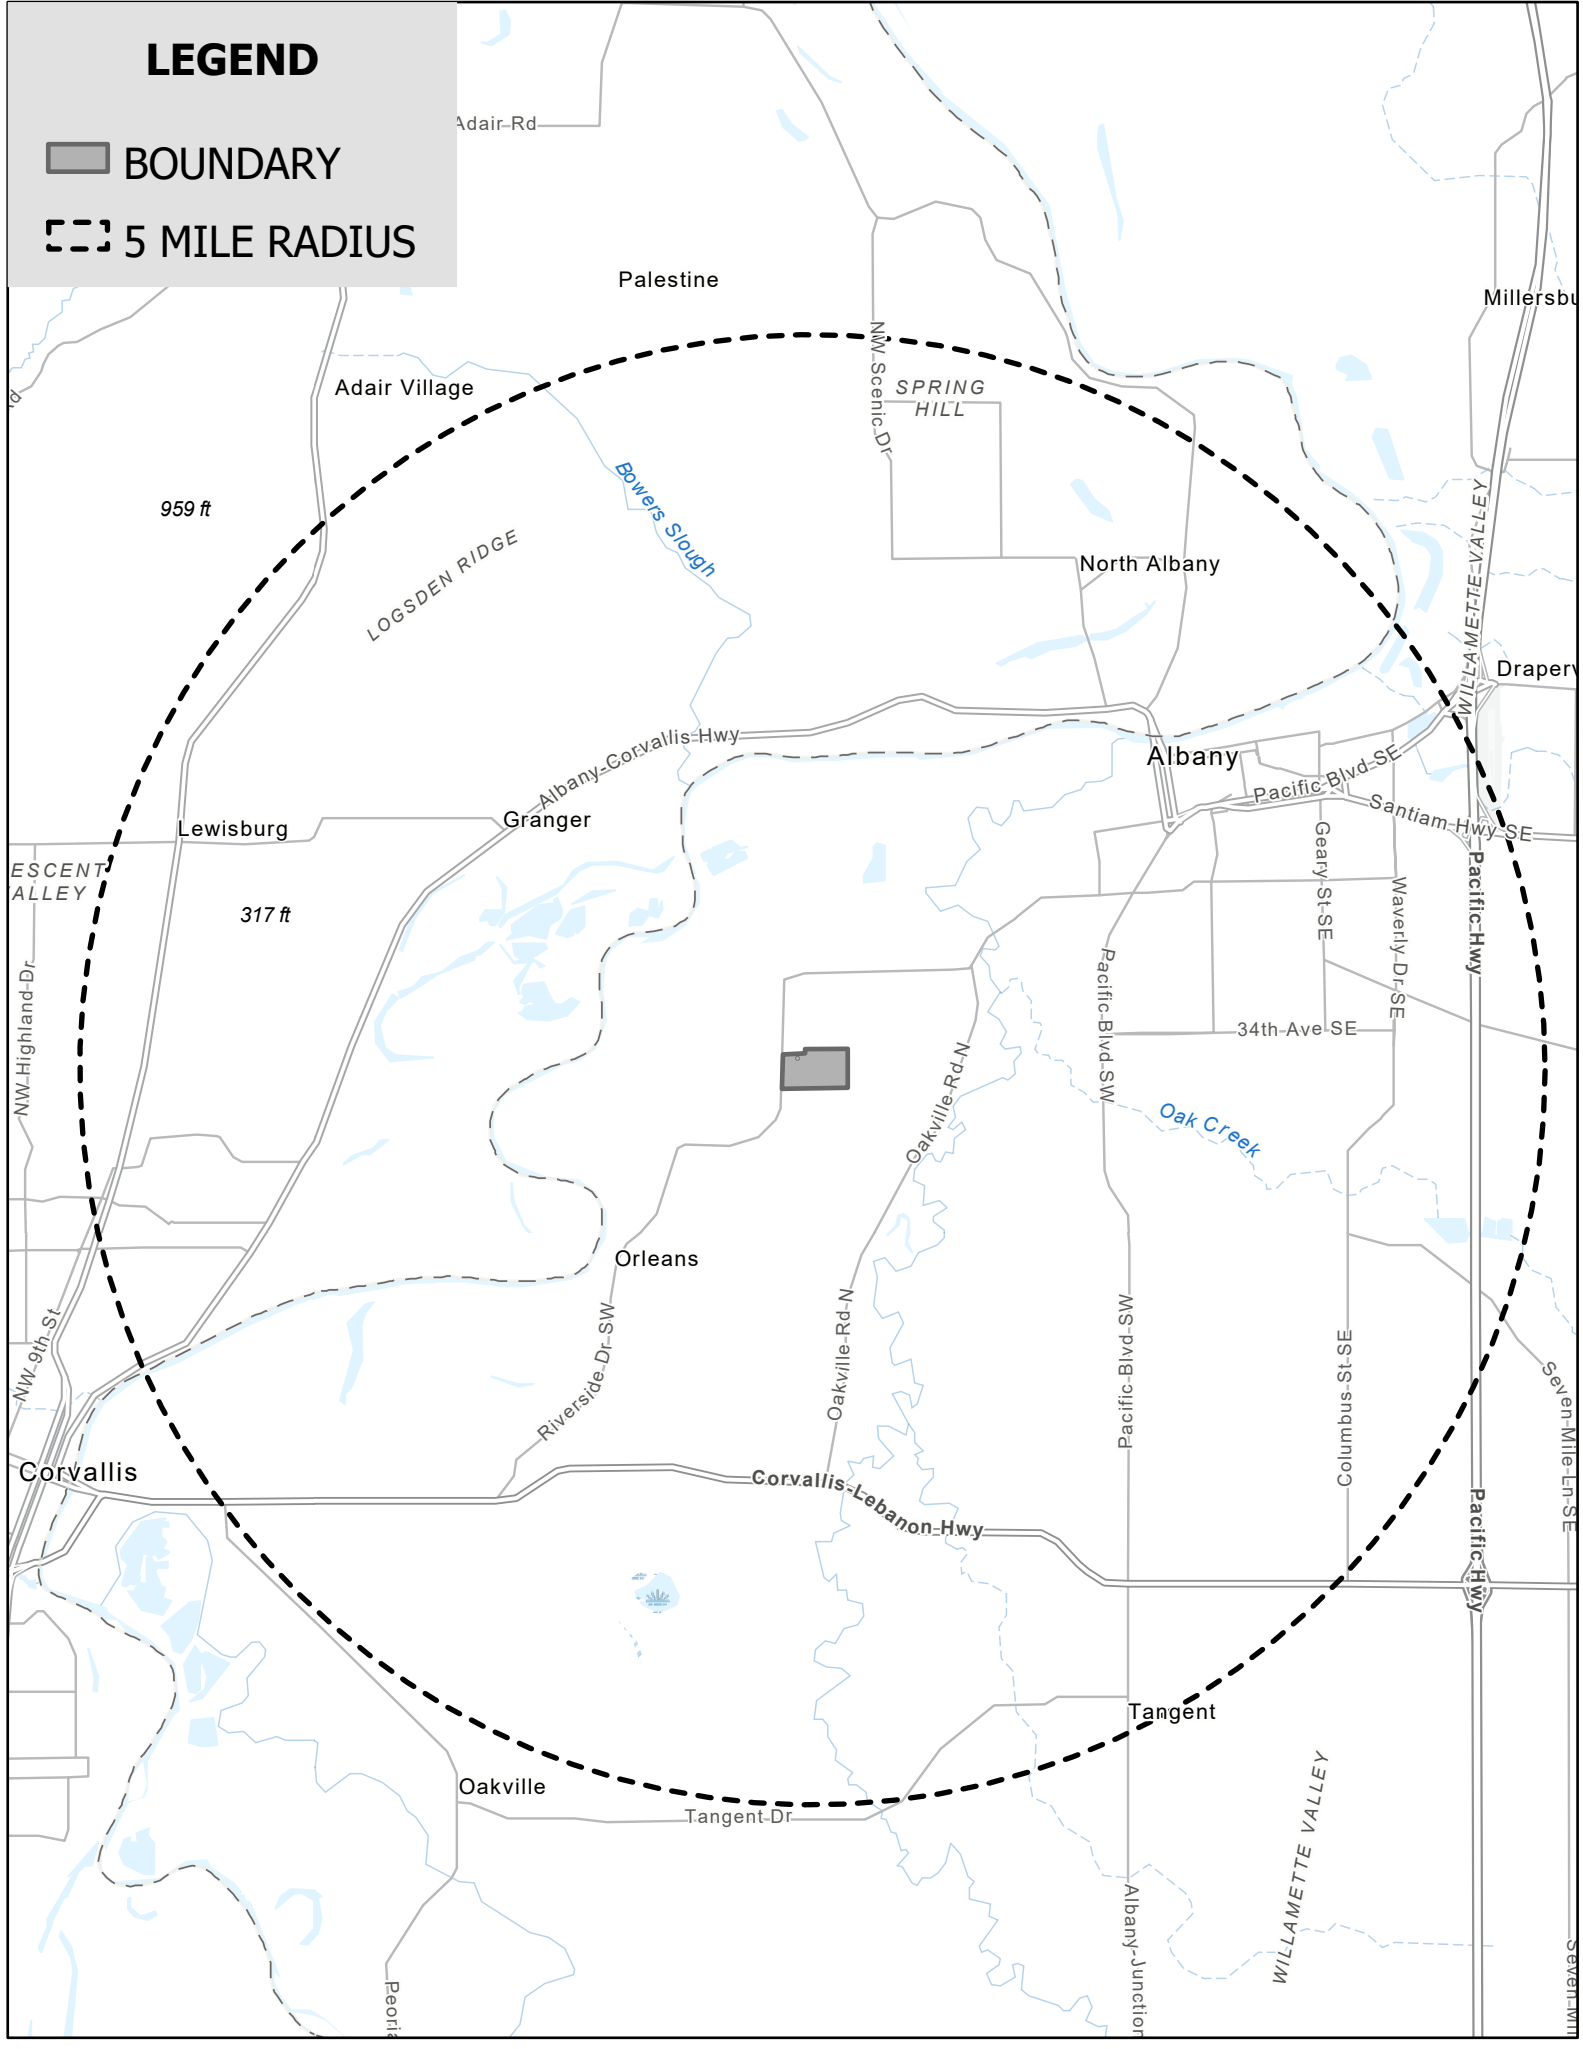 LEGEND
BOUNDARY
5 MILE RADIUS
Adair Rd
Palestine
Millersbu
NW Scenic Dr
Adair Village
SPRING
HILL
Bowers Slough
959 ft
LOGSDEN RIDGE
WILLAMETTE VALLEY
North Albany
Draperv
Albany-Corvallis Hwy
Albany
Pacific Blvd SE
Santiam Hwy SE
Lewisburg
Granger
Geary St SE
ESCENT
ALLEY
317 ft
Waverly Dr SE
Pacific Hwy
NW Highland Dr
Pacific Blvd SW
34th Ave SE
Oakville Rd N
Oak Creek
Orleans
NW 9th St
Riverside Dr SW
Oakville Rd N
Pacific Blvd SW
Columbus St SE
Seven Mile Ln SE
Corvallis
Corvallis-Lebanon Hwy
Pacific Hwy
Tangent
Oakville
Tangent Dr
WILLAMETTE VALLEY
Albany-Junction
Peoria
Seven Mil